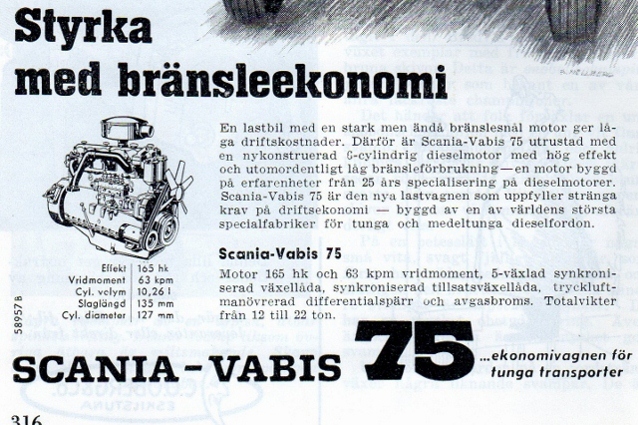 Styrka
med bränsleekonomi
En lastbil med en stark men ändå bränslesnål motor ger lå-
ga driftskostnader. Därför är Scania-Vabis 75 utrustad med
en nykonstruerad 6-cylindrig dieselmotor med hög effekt
och utomordentligt låg bränsleförbrukning—en motor byggd
på erfarenheter från 25 års specialisering på dieselmotorer.
Scania-Vabis 75 är den nya lastvagnen som uppfyller stränga
krav på driftsekonomi — byggd av en av världens största
specialfabriker för tunga och medeltunga dieselfordon.
Effekt 165 hk
Vridmoment 63 kpm
Cyl. volym 10,26 l
Slaglängd 135 mm
Cyl. diameter 127 mm
58957 B
Scania-Vabis 75
Motor 165 hk och 63 kpm vridmoment, 5-växlad synkroni-
serad växellåda, synkroniserad tillsatsväxellåda, tryckluft-
manövrerad differentialspärr och avgasbroms. Totalvikter
från 12 till 22 ton.
SCANIA-VABIS 75
...ekonomivagnen för
tunga transporter
316